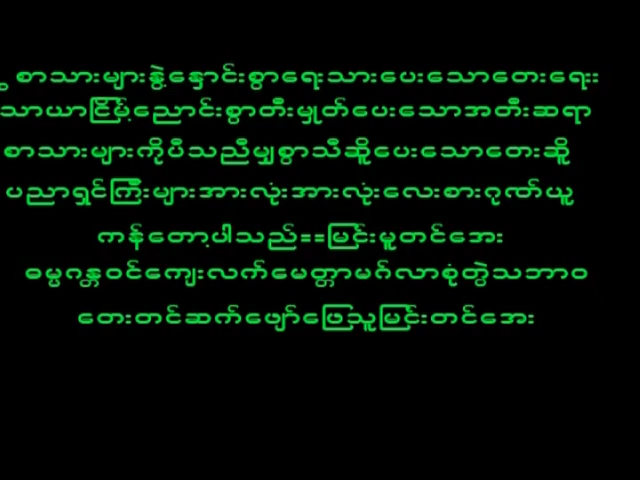 စာသားများနွဲ့နှောင်းစွာရေးသားပေးသောတေးရေး
သာယာငြိမ့်ညောင်းစွာတီးမှုတ်ပေးသောအတီးဆရာ
စာသားများကိုပီသညီမျှစွာသီဆိုပေးသောတေးဆို
ပညာရှင်ကြီးများအားလုံးအားလုံးလေးစားဂုဏ်ယူ
ကန်တော့ပါသည်==မြင်းမူတင်အေး
ဓမ္မဂန္တဝင်ကျေးလက်မေတ္တာမဂ်လာစုံတွဲသဘာဝ
တေးတင်ဆက်ဖျော်ဖြေသူမြင်းတင်အေး